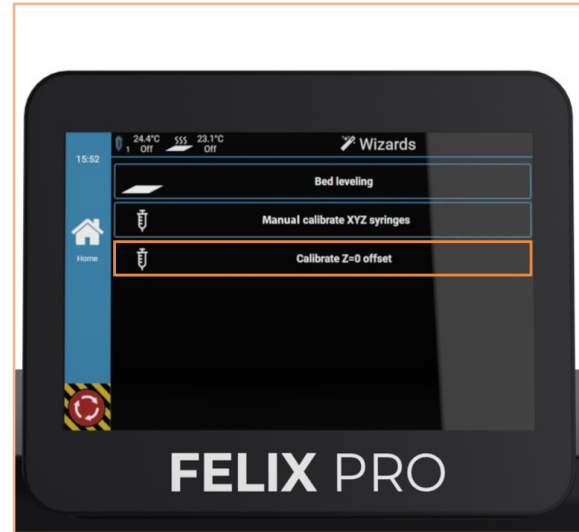 24.4°C 23.1°C
1 Off Off
Wizards
15:52
Bed leveling
Manual calibrate XYZ syringes
Home
Calibrate Z=0 offset
FELIX PRO